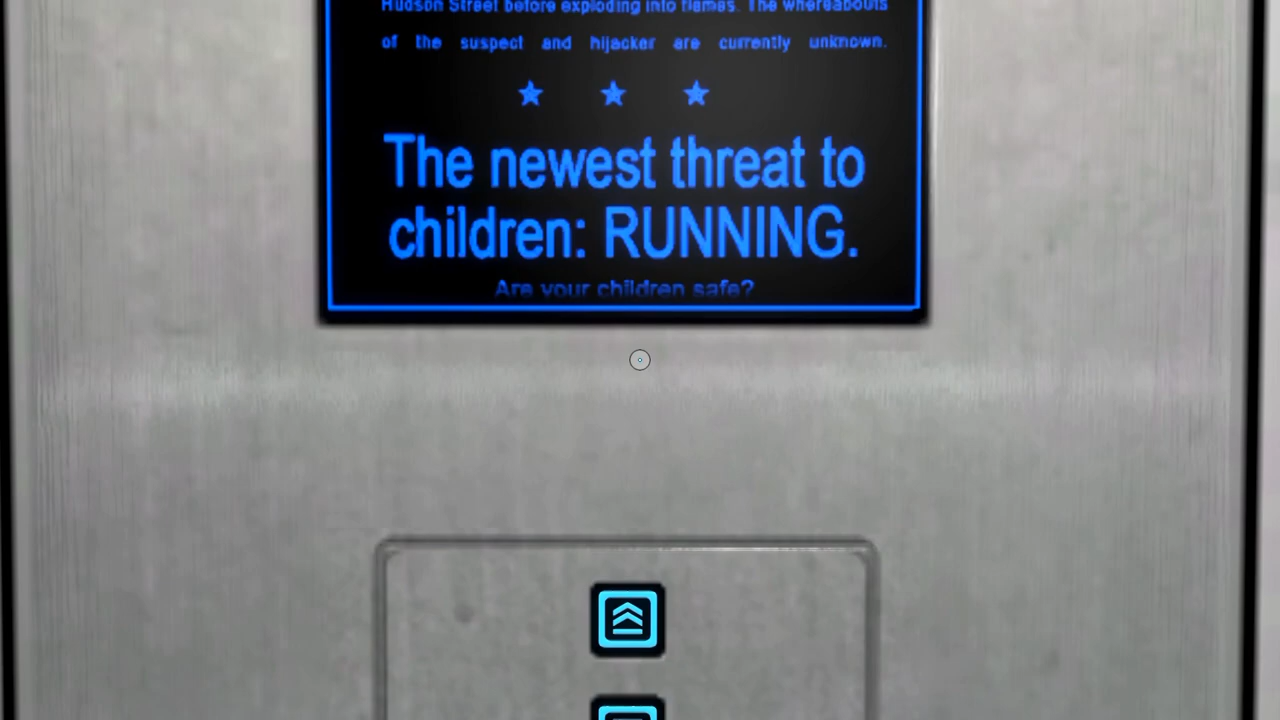 Hudson Street before exploding into flames. The whereabouts
of the suspect and hijacker are currently unknown.
The newest threat to
children: RUNNING.
Are your children safe?